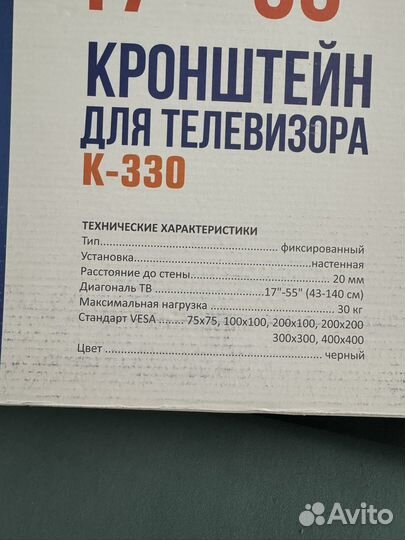 КРОНШТЕЙН
ДЛЯ ТЕЛЕВИЗОРА
К-330
ТЕХНИЧЕСКИЕ ХАРАКТЕРИСТИКИ
Тип........................................ фиксированный
Установка.........................................настенная
Расстояние до стены.................................20 мм
Диагональ ТВ ..........................17"-55" (43-140 см)
Максимальная нагрузка ................................ 30 кг
Стандарт VESA ........ 75x75, 100x100, 200x100, 200x200
300x300, 400x400
Цвет .................................................. черный
Avito